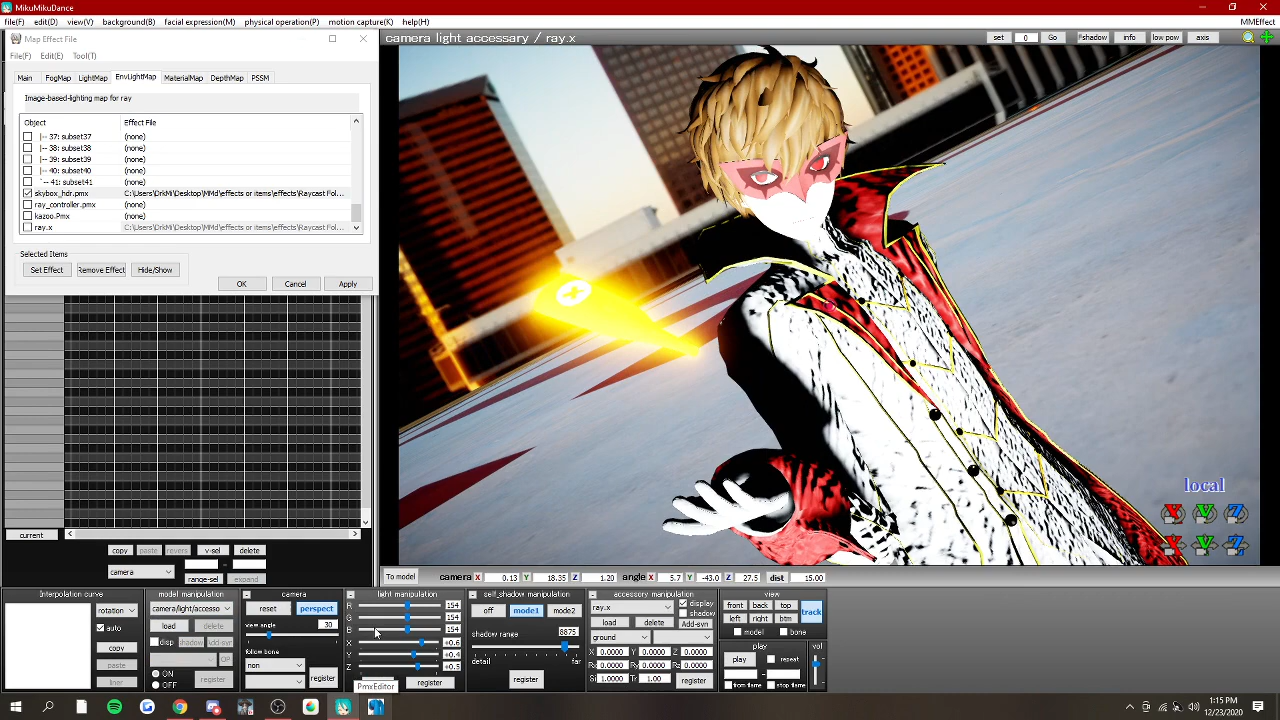 MikuMikuDance
file(F) edit(D) view(B) background(B) facial expression(M) physical operation(P) motion capture(K) help(H) MMEffect
Map Effect File
camera light accessary / ray.x
set 0 Go P.shadow info low pow axis
File(F) Edit(E) Tool(T)
Main FogMap LightMap EnvLightMap MaterialMap DepthMap PSSM
Image-based-lighting map for ray
Object Effect File
|-- 37: subset37 (none)
|-- 38: subset38 (none)
|-- 39: subset39 (none)
|-- 40: subset40 (none)
'-- 41: subset41 (none)
skybox_hdr.pmx C:\Users\DrkMi\Desktop\MMd\effects or items\effects\Raycast Fol...
ray_controller.pmx (none)
kazoo.Pmx (none)
ray.x C:\Users\DrkMi\Desktop\MMd\effects or items\effects\Raycast Fol...
Selected Items
Set Effect Remove Effect Hide/Show
OK Cancel Apply
local
X Y Z
X Y Z
current
copy paste revers v-sel delete
camera -
range-sel expand
To model camera X 0.13 Y 18.35 Z 1.20 angle X 5.7 Y -43.0 Z 27.5 dist 15.00
Interpolation curve
rotation
auto
copy
paste
liner
model manipulation
camera/light/accesso
load delete
disp shadow Add-syn
OP
ON
OFF
register
camera
reset perspect
view angle 30
follow bone
non
register
light manipulation
R 154
G 154
B 154
X +0.6
Y +0.4
Z +0.5
register
PmxEditor
self_shadow manipulation
off mode1 mode2
shadow range 8875
detail far
register
accessory manipulation
ray.x display
shadow
load delete Add-syn
ground
X 0.0000 Y 0.0000 Z 0.0000
Rx 0.0000 Ry 0.0000 Rz 0.0000
Si 1.0000 Tr 1.00 register
view
front back top track
left right btm
model bone
play
play repeat
-
from flame stop flame
vol
1:15 PM
12/23/2020